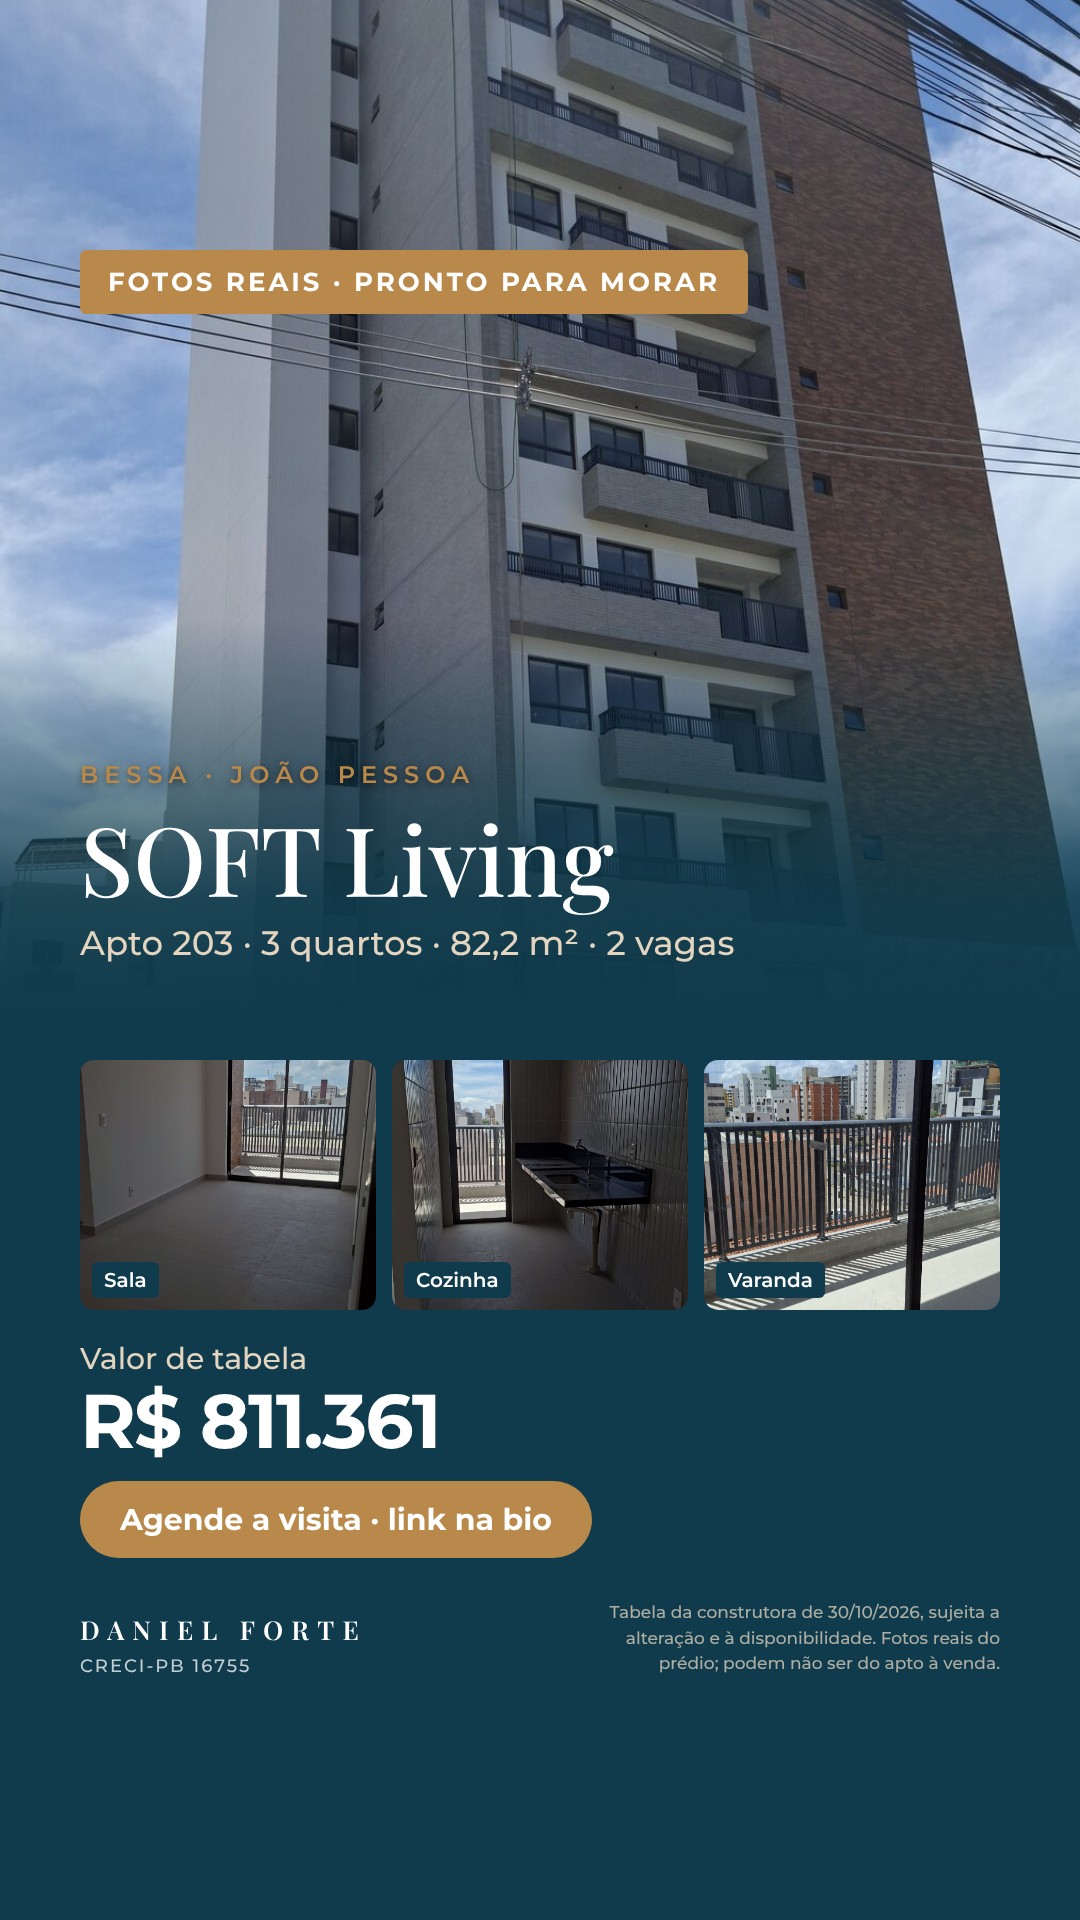 FOTOS REAIS · PRONTO PARA MORAR
BESSA · JOÃO PESSOA
SOFT Living
Apto 203 · 3 quartos · 82,2 m² · 2 vagas
Sala
Cozinha
Varanda
Valor de tabela
R$ 811.361
Agende a visita · link na bio
DANIEL FORTE
CRECI-PB 16755
Tabela da construtora de 30/10/2026, sujeita a
alteração e à disponibilidade. Fotos reais do
prédio; podem não ser do apto à venda.